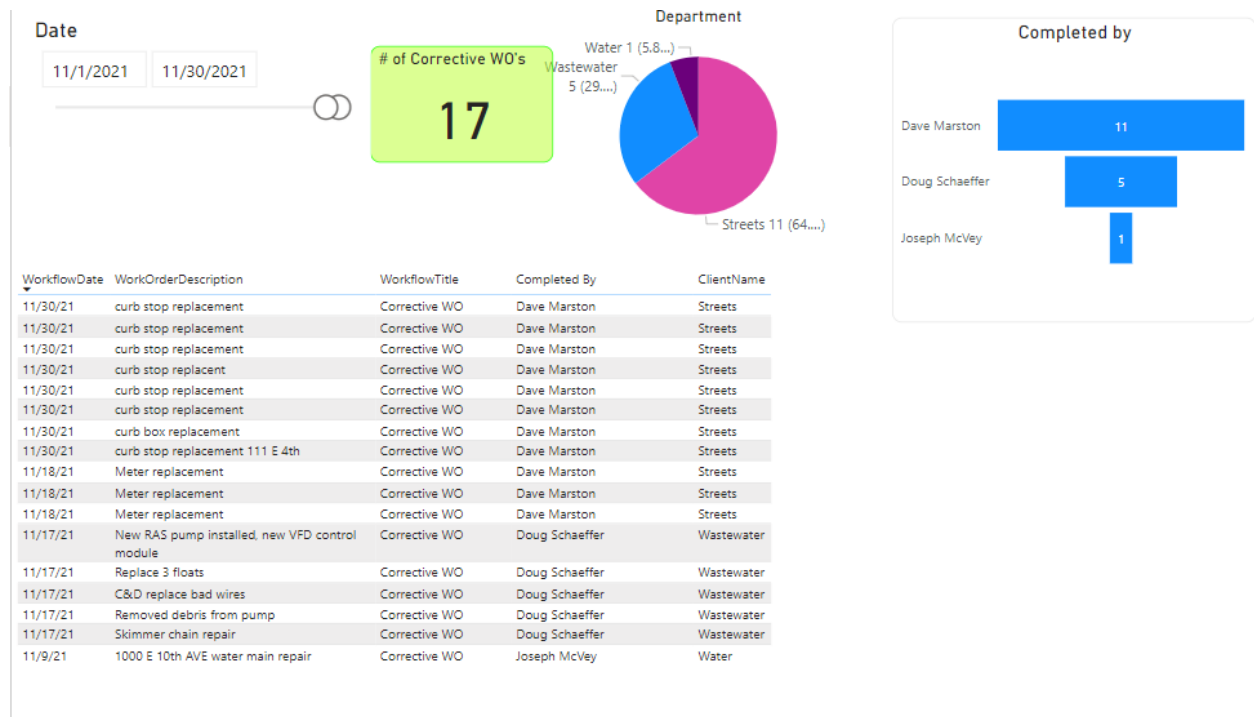 Date
11/1/2021 11/30/2021
# of Corrective WO's
17
Department
Water 1 (5.8...)
Wastewater
5 (29....)
Streets 11 (64....)
Completed by
Dave Marston 11
Doug Schaeffer 5
Joseph McVey 1
WorkflowDate WorkOrderDescription WorkflowTitle Completed By ClientName
11/30/21 curb stop replacement Corrective WO Dave Marston Streets
11/30/21 curb stop replacement Corrective WO Dave Marston Streets
11/30/21 curb stop replacement Corrective WO Dave Marston Streets
11/30/21 curb stop replacent Corrective WO Dave Marston Streets
11/30/21 curb stop replacement Corrective WO Dave Marston Streets
11/30/21 curb stop replacement Corrective WO Dave Marston Streets
11/30/21 curb box replacement Corrective WO Dave Marston Streets
11/30/21 curb stop replacement 111 E 4th Corrective WO Dave Marston Streets
11/18/21 Meter replacement Corrective WO Dave Marston Streets
11/18/21 Meter replacement Corrective WO Dave Marston Streets
11/18/21 Meter replacement Corrective WO Dave Marston Streets
11/17/21 New RAS pump installed, new VFD control Corrective WO Doug Schaeffer Wastewater
module
11/17/21 Replace 3 floats Corrective WO Doug Schaeffer Wastewater
11/17/21 C&D replace bad wires Corrective WO Doug Schaeffer Wastewater
11/17/21 Removed debris from pump Corrective WO Doug Schaeffer Wastewater
11/17/21 Skimmer chain repair Corrective WO Doug Schaeffer Wastewater
11/9/21 1000 E 10th AVE water main repair Corrective WO Joseph McVey Water